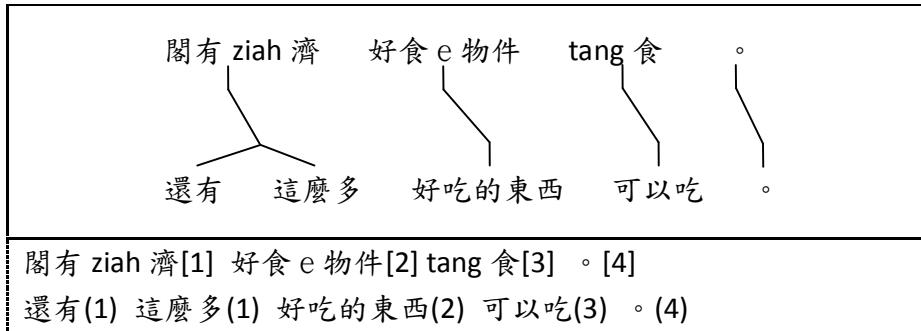 閣有 ziah 濟 好食 e 物件 tang 食 。
還有 這麼多 好吃的東西 可以吃 。
閣有 ziah 濟[1] 好食 e 物件[2] tang 食[3] 。[4]
還有(1) 這麼多(1) 好吃的東西(2) 可以吃(3) 。(4)